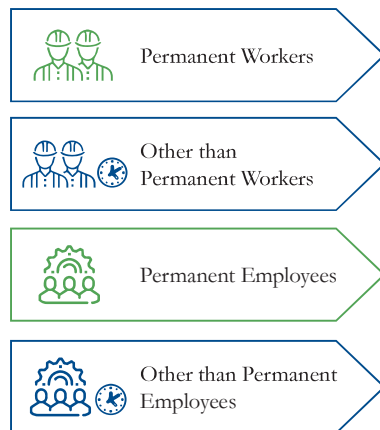 Permanent Workers
Other than
Permanent Workers
Permanent Employees
Other than Permanent
Employees